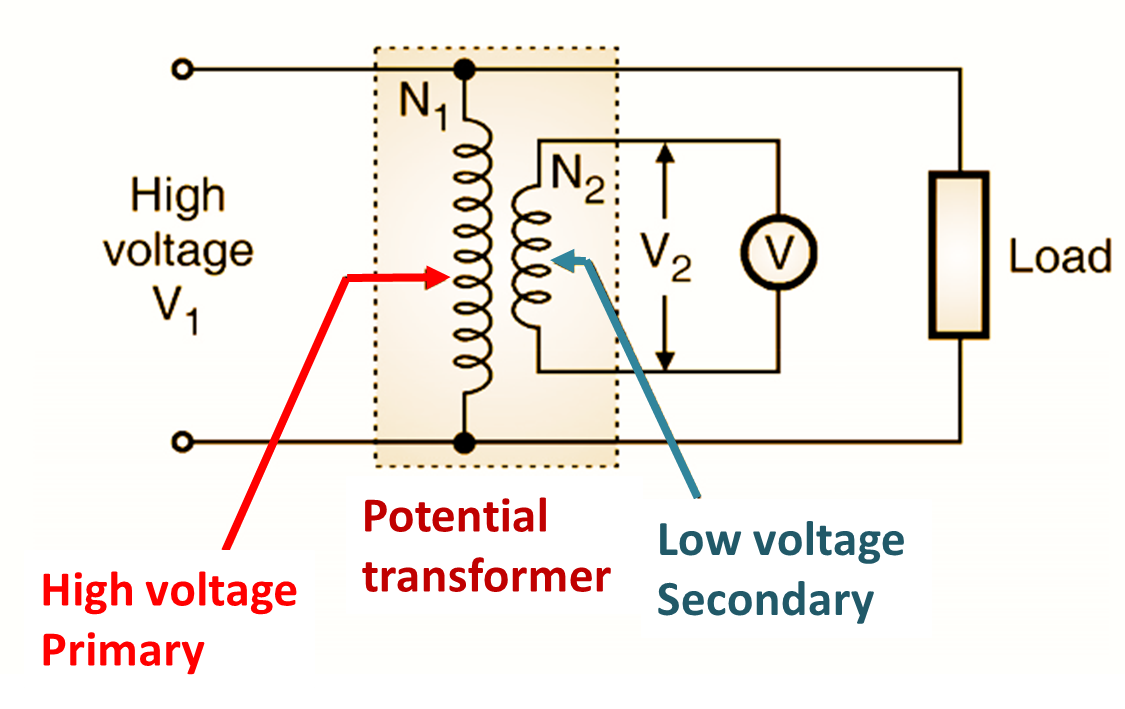 High
voltage
V₁
N₁
N₂
V₂
V
Load
High voltage
Primary
Potential
transformer
Low voltage
Secondary